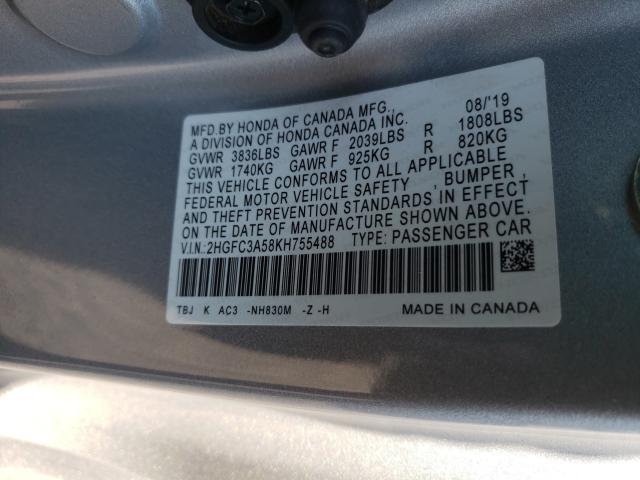 MFD.BY HONDA OF CANADA MFG., 08/'19
A DIVISION OF HONDA CANADA INC.
GVWR 3836LBS GAWR F 2039LBS R 1808LBS
GVWR 1740KG GAWR F 925KG R 820KG
THIS VEHICLE CONFORMS TO ALL APPLICABLE
FEDERAL MOTOR VEHICLE SAFETY , BUMPER ,
AND THEFT PREVENTION STANDARDS IN EFFECT
ON THE DATE OF MANUFACTURE SHOWN ABOVE.
V.I.N.:2HGFC3A58KH755488 TYPE: PASSENGER CAR
TBJ K AC3 -NH830M -Z -H MADE IN CANADA